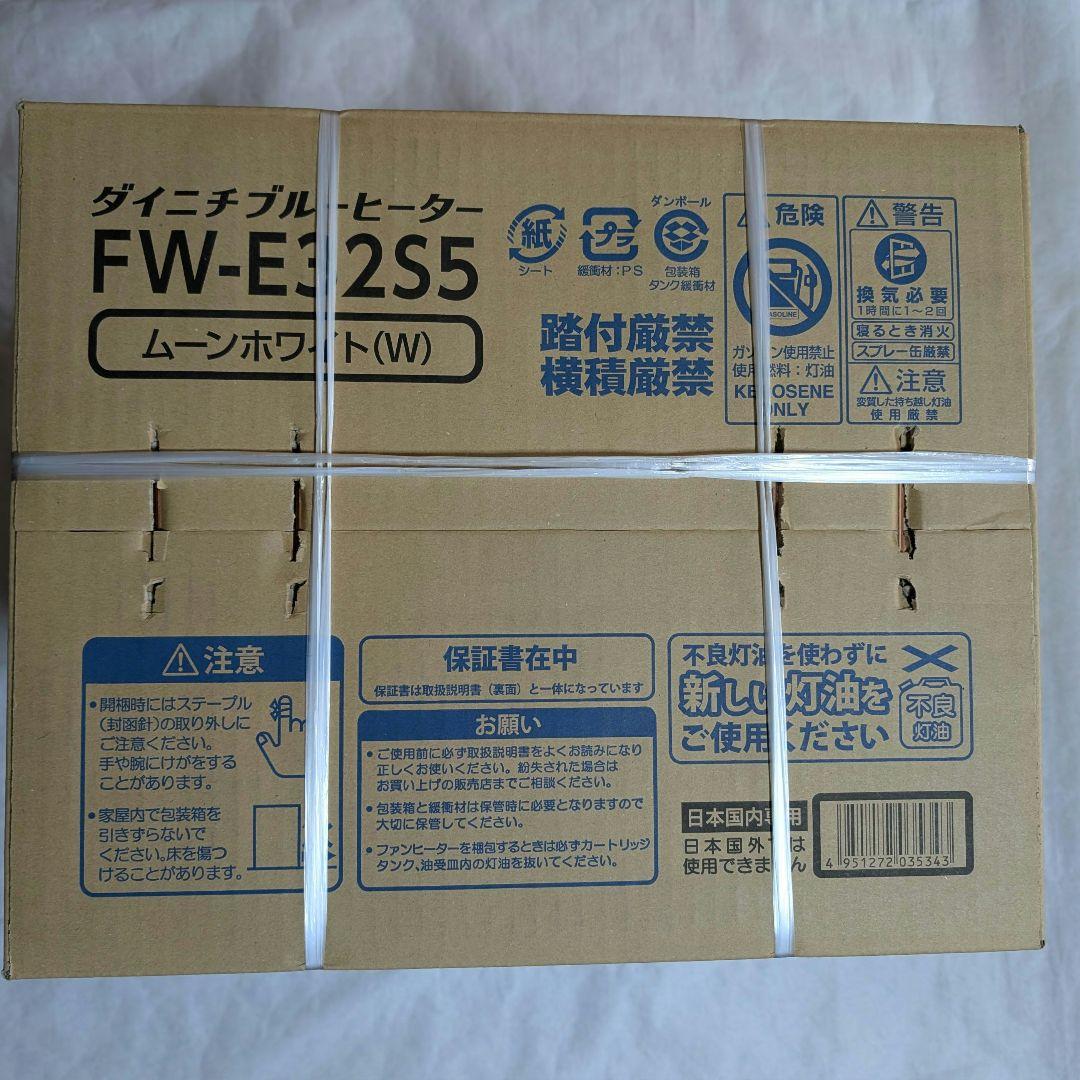 ダイニチブルーヒーター
FW-E32S5
ムーンホワイト(W)
紙
シート
プラ
緩衝材:PS
ダンボール
包装箱
タンク緩衝材
踏付厳禁
横積厳禁
危険
GASOLINE
ガソリン使用禁止
使用燃料:灯油
KEROSENE
ONLY
警告
換気必要
1時間に1〜2回
寝るとき消火
スプレー缶厳禁
注意
変質した持ち越し灯油
使用厳禁
注意
•開梱時にはステープル
(封函針)の取り外しに
ご注意ください。
手や腕にけがをする
ことがあります。
•家屋内で包装箱を
引きずらないで
ください。床を傷つ
けることがあります。
保証書在中
保証書は取扱説明書(裏面)と一体になっています
お願い
•ご使用前に必ず取扱説明書をよくお読みになり
正しくお使いください。紛失された場合は
お買い上げの販売店までご相談ください。
•包装箱と緩衝材は保管時に必要となりますので
大切に保管してください。
•ファンヒーターを梱包するときは必ずカートリッジ
タンク、油受皿内の灯油を抜いてください。
不良灯油を使わずに
新しい灯油を
ご使用ください
不良
灯油
日本国内専用
日本国外では
使用できません
4 951272 035343